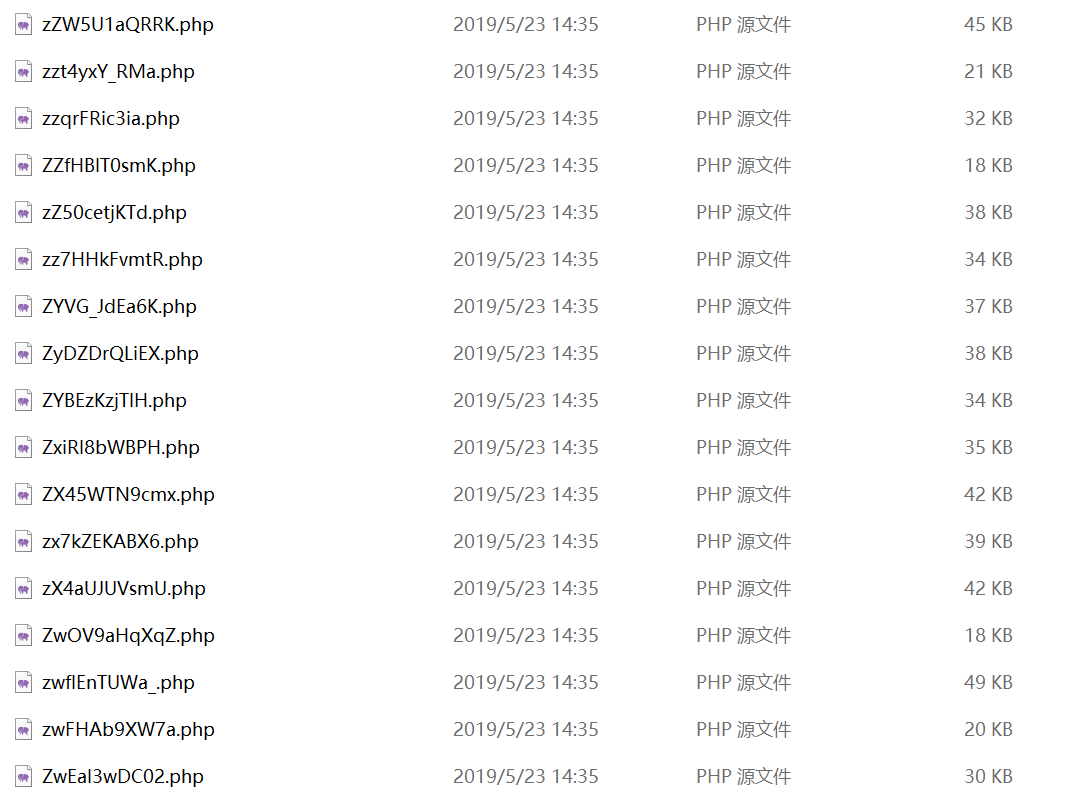 zZW5U1aQRRK.php 2019/5/23 14:35 PHP 源文件 45 KB
zzt4yxY_RMa.php 2019/5/23 14:35 PHP 源文件 21 KB
zzqrFRic3ia.php 2019/5/23 14:35 PHP 源文件 32 KB
ZZfHBlT0smK.php 2019/5/23 14:35 PHP 源文件 18 KB
zZ50cetjKTd.php 2019/5/23 14:35 PHP 源文件 38 KB
zz7HHkFvmtR.php 2019/5/23 14:35 PHP 源文件 34 KB
ZYVG_JdEa6K.php 2019/5/23 14:35 PHP 源文件 37 KB
ZyDZDrQLiEX.php 2019/5/23 14:35 PHP 源文件 38 KB
ZYBEzKzjTlH.php 2019/5/23 14:35 PHP 源文件 34 KB
ZxiRl8bWBPH.php 2019/5/23 14:35 PHP 源文件 35 KB
ZX45WTN9cmx.php 2019/5/23 14:35 PHP 源文件 42 KB
zx7kZEKABX6.php 2019/5/23 14:35 PHP 源文件 39 KB
zX4aUJUVsmU.php 2019/5/23 14:35 PHP 源文件 42 KB
ZwOV9aHqXqZ.php 2019/5/23 14:35 PHP 源文件 18 KB
zwflEnTUWa_.php 2019/5/23 14:35 PHP 源文件 49 KB
zwFHAb9XW7a.php 2019/5/23 14:35 PHP 源文件 20 KB
ZwEaI3wDC02.php 2019/5/23 14:35 PHP 源文件 30 KB